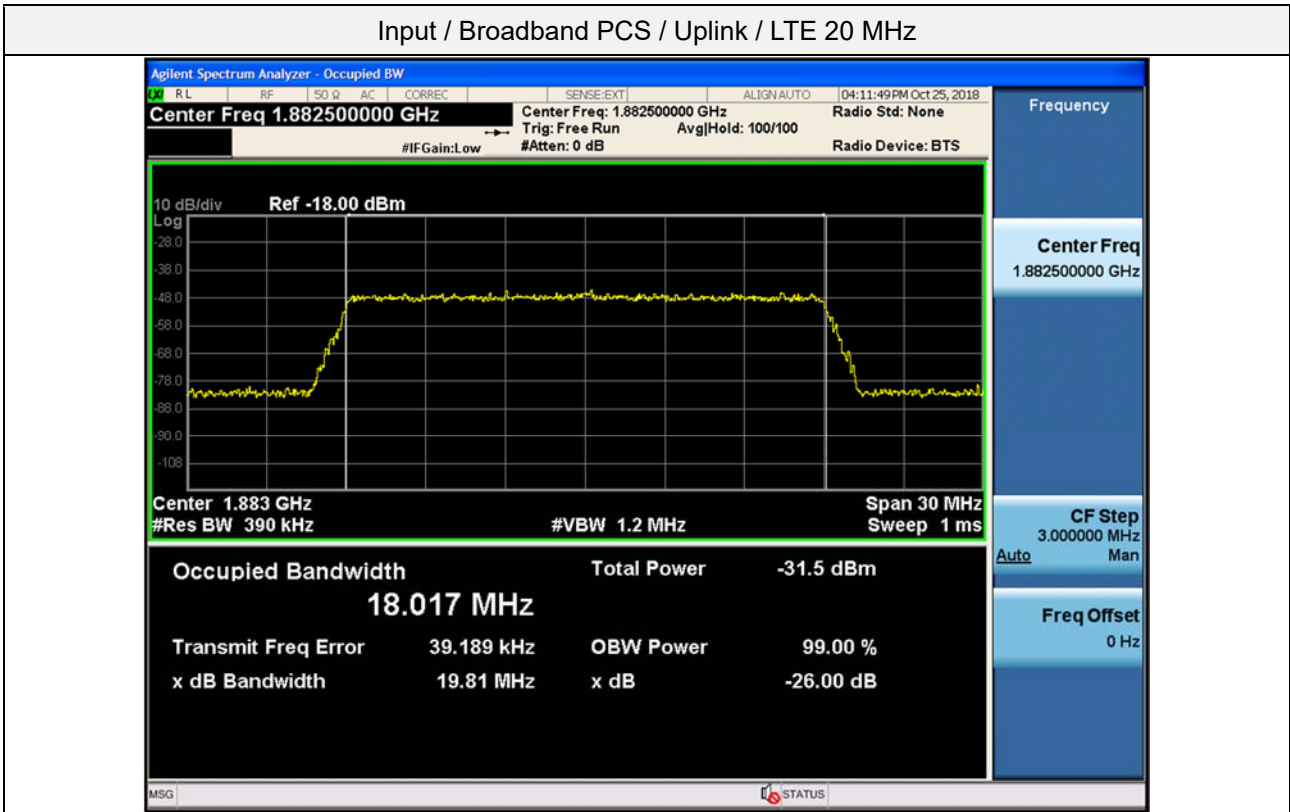 Input / Broadband PCS / Uplink / LTE 20 MHz
Agilent Spectrum Analyzer - Occupied BW
LXI RL RF 50 Ω AC CORREC SENSE:EXT ALIGN AUTO 04:11:49 PM Oct 25, 2018
Center Freq 1.882500000 GHz
Center Freq: 1.882500000 GHz
Radio Std: None
Trig: Free Run Avg|Hold: 100/100
#IFGain:Low
#Atten: 0 dB
Radio Device: BTS
Frequency
10 dB/div Ref -18.00 dBm
Log
-28.0
-38.0
-48.0
-58.0
-68.0
-78.0
-88.0
-98.0
-108
Center 1.883 GHz Span 30 MHz
#Res BW 390 kHz #VBW 1.2 MHz Sweep 1 ms
Center Freq
1.882500000 GHz
CF Step
3.000000 MHz
Auto Man
Freq Offset
0 Hz
Occupied Bandwidth Total Power -31.5 dBm
18.017 MHz
Transmit Freq Error 39.189 kHz OBW Power 99.00 %
x dB Bandwidth 19.81 MHz x dB -26.00 dB
MSG STATUS